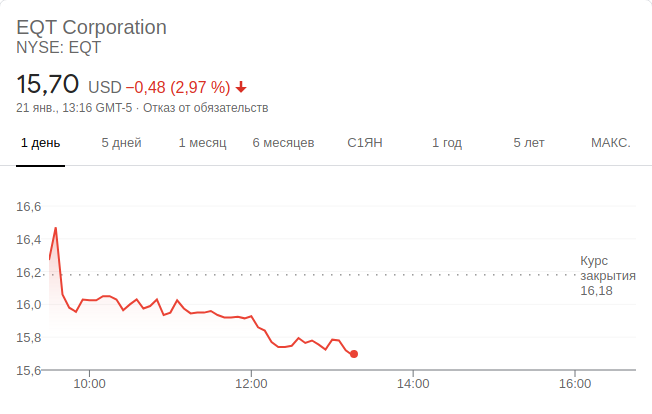 EQT Corporation
NYSE: EQT
15,70 USD −0,48 (2,97 %)
21 янв., 13:16 GMT-5 · Отказ от обязательств
1 день 5 дней 1 месяц 6 месяцев С1ЯН 1 год 5 лет МАКС.
16,6
16,4
Курс
16,2 закрытия
16,18
16,0
15,8
15,6
10:00 12:00 14:00 16:00